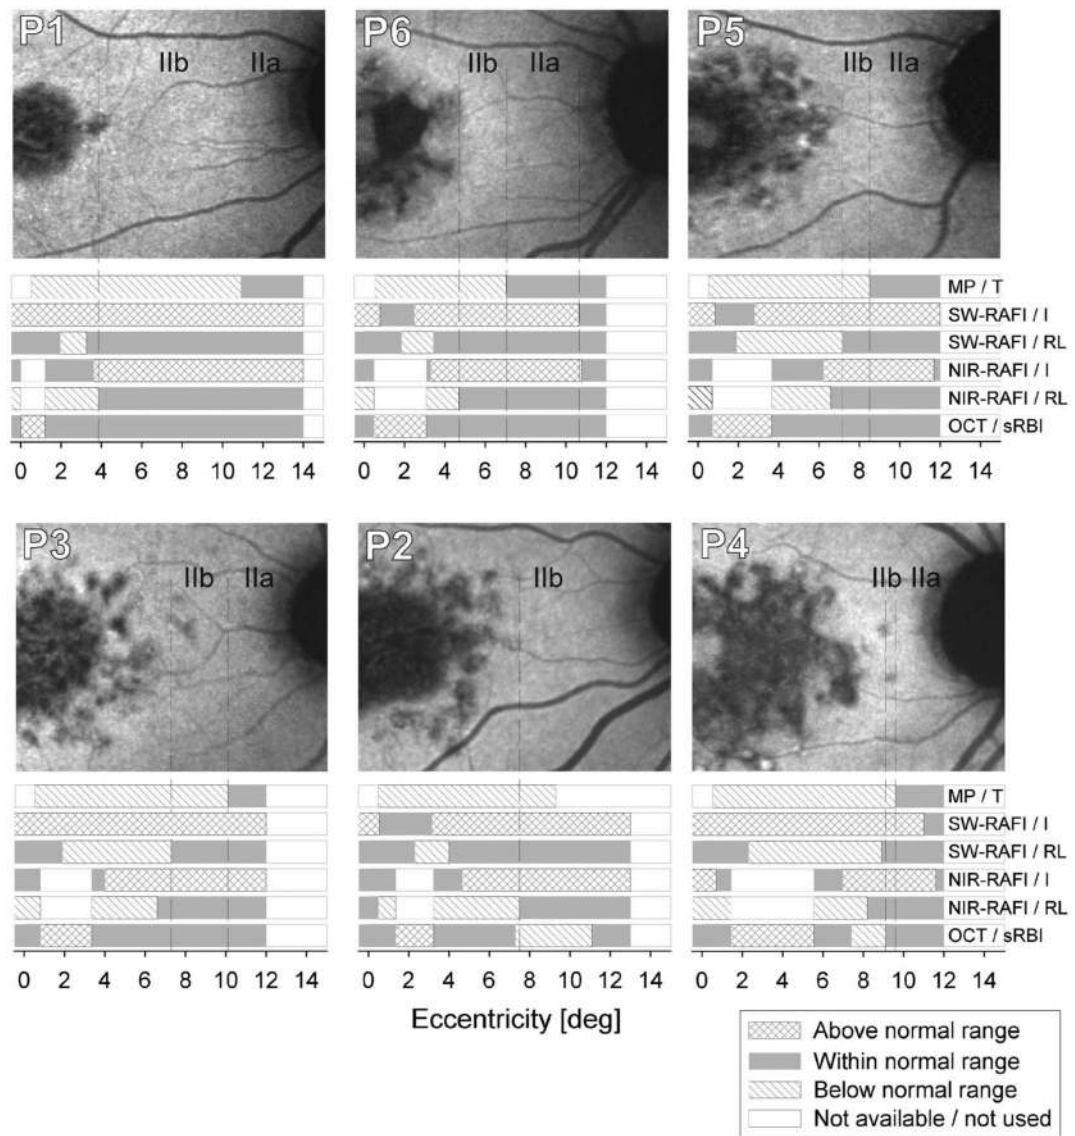 P1 IIb IIa
P6 IIb IIa
P5 IIb IIa
MP / T
SW-RAFI / I
SW-RAFI / RL
NIR-RAFI / I
NIR-RAFI / RL
OCT / sRBI
0 2 4 6 8 10 12 14
0 2 4 6 8 10 12 14
0 2 4 6 8 10 12 14
P3 IIb IIa
P2 IIb
P4 IIb IIa
MP / T
SW-RAFI / I
SW-RAFI / RL
NIR-RAFI / I
NIR-RAFI / RL
OCT / sRBI
0 2 4 6 8 10 12 14
0 2 4 6 8 10 12 14
0 2 4 6 8 10 12 14
Eccentricity [deg]
Above normal range
Within normal range
Below normal range
Not available / not used